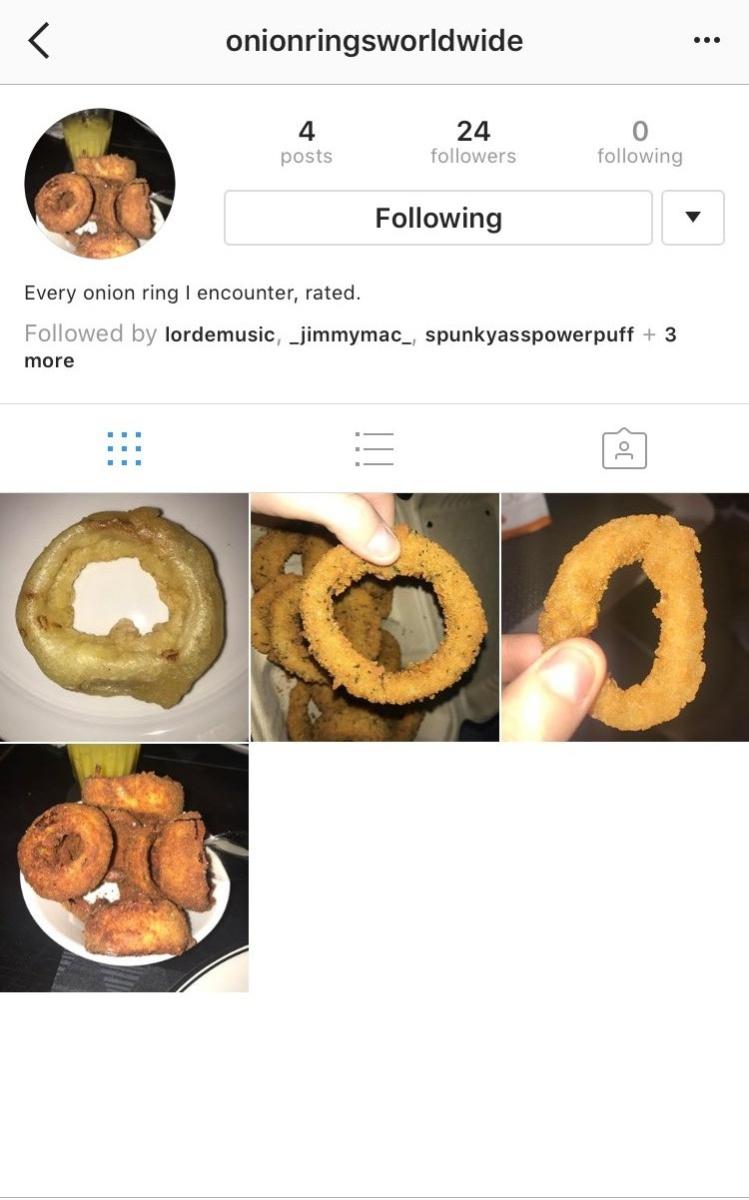 onionringsworldwide
4 24 0
posts followers following
Following
Every onion ring I encounter, rated.
Followed by lordemusic, _jimmymac_, spunkyasspowerpuff + 3
more